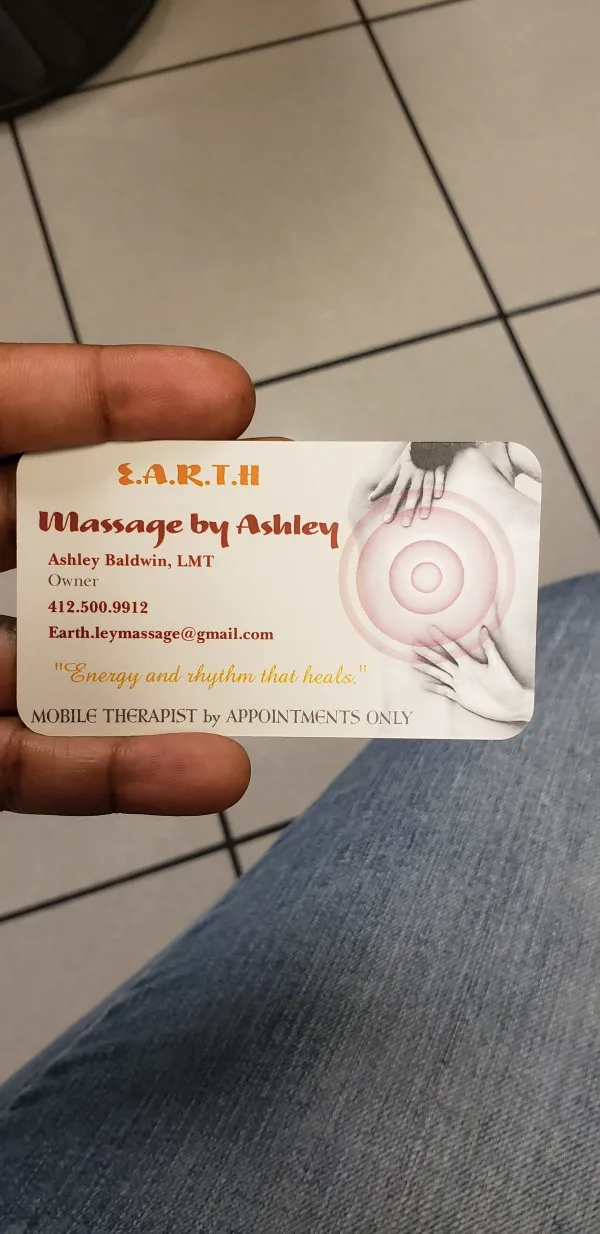 E.A.R.T.H
Massage by Ashley
Ashley Baldwin, LMT
Owner
412.500.9912
Earth.leymassage@gmail.com
"Energy and rhythm that heals."
MOBILE THERAPIST by APPOINTMENTS ONLY